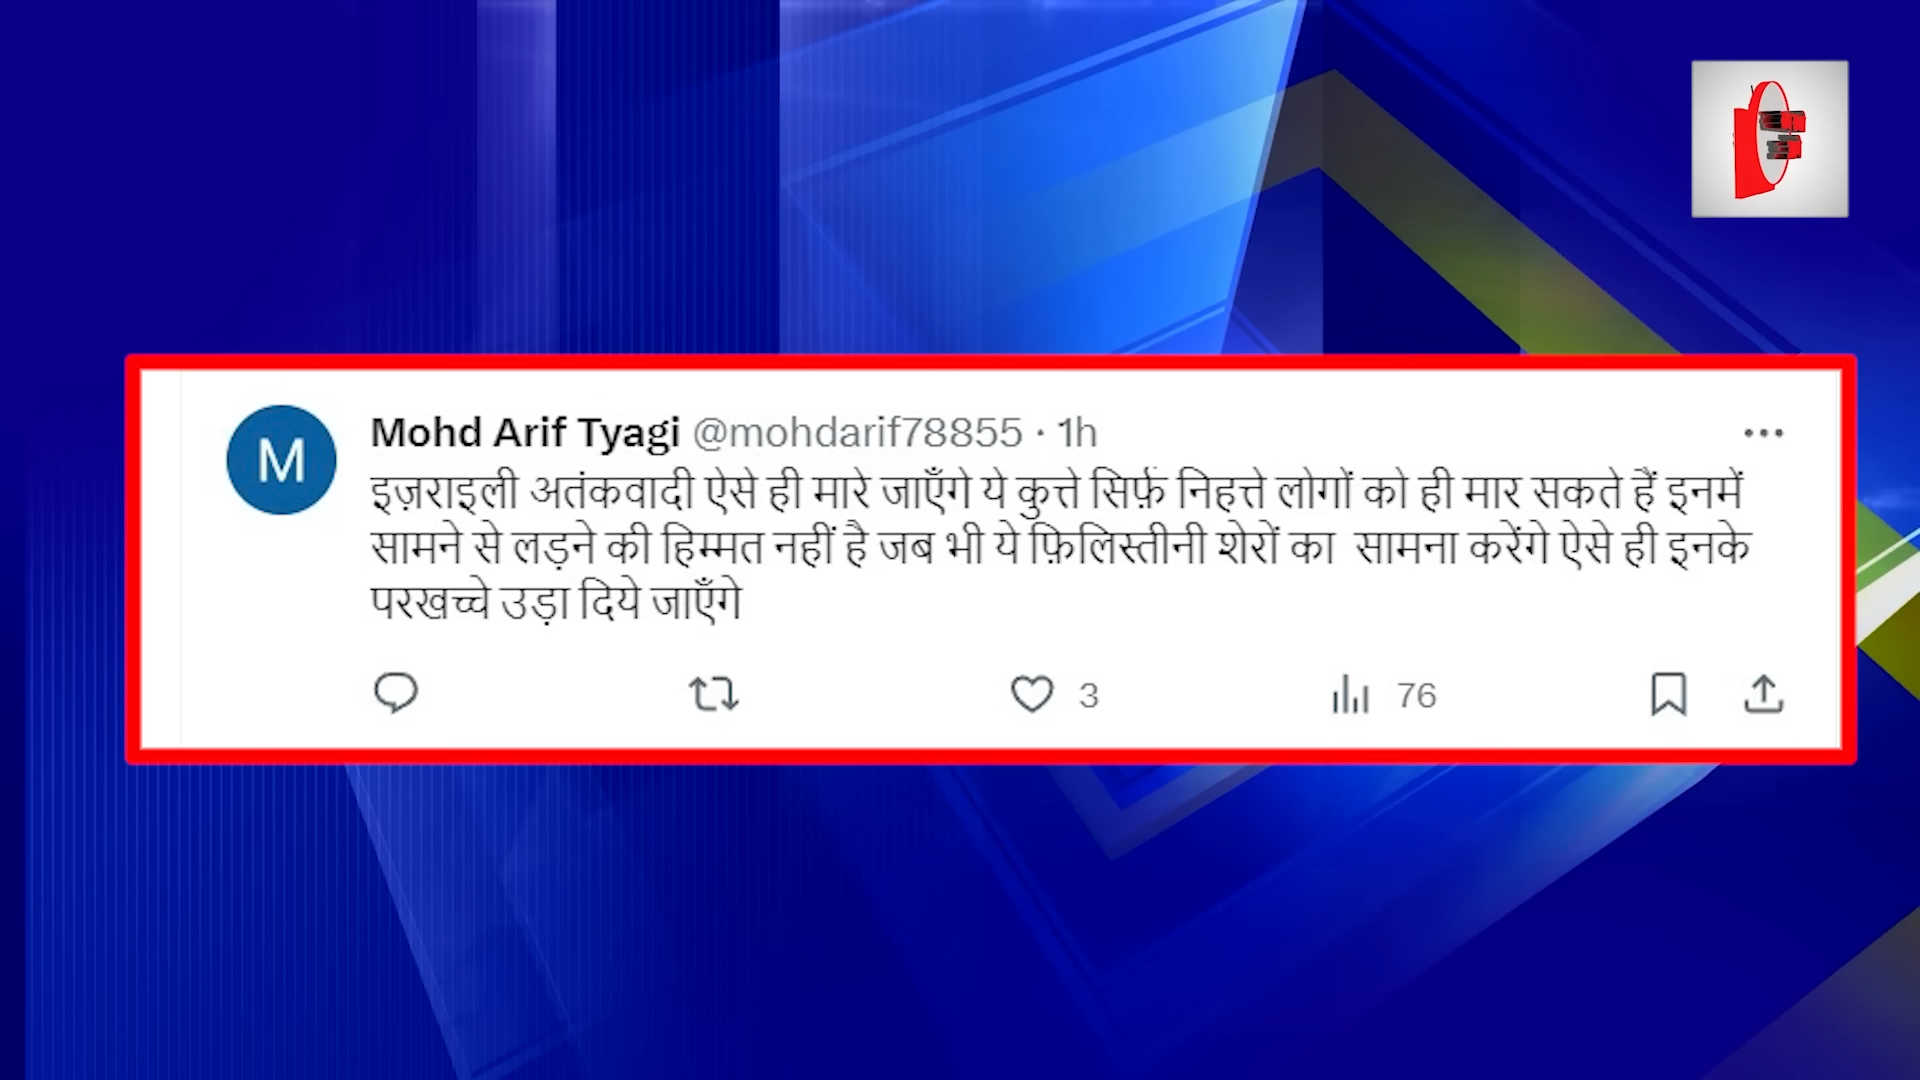 M
Mohd Arif Tyagi @mohdarif78855 · 1h
इज़राइली अतंकवादी ऐसे ही मारे जाएँगे ये कुत्ते सिर्फ़ निहत्ते लोगों को ही मार सकते हैं इनमें
सामने से लड़ने की हिम्मत नहीं है जब भी ये फ़िलिस्तीनी शेरों का सामना करेंगे ऐसे ही इनके
परखच्चे उड़ा दिये जाएँगे
3 76